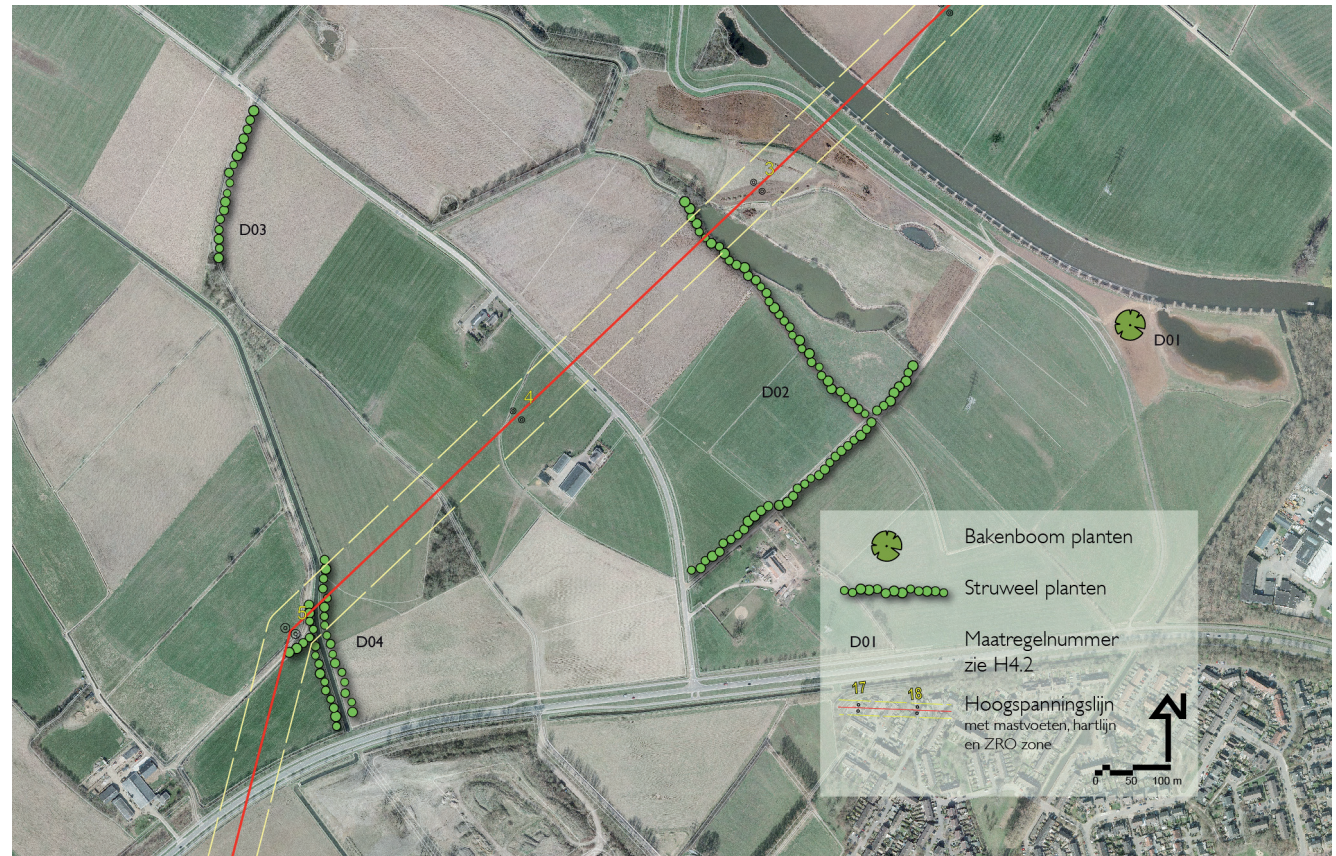 3
D03
D01
4
D02
5
D04
Bakenboom planten
Struweel planten
D01
Maatregelnummer
zie H4.2
17
18
Hoogspanningslijn
met mastvoeten, hartlijn
en ZRO zone
N
0 50 100 m